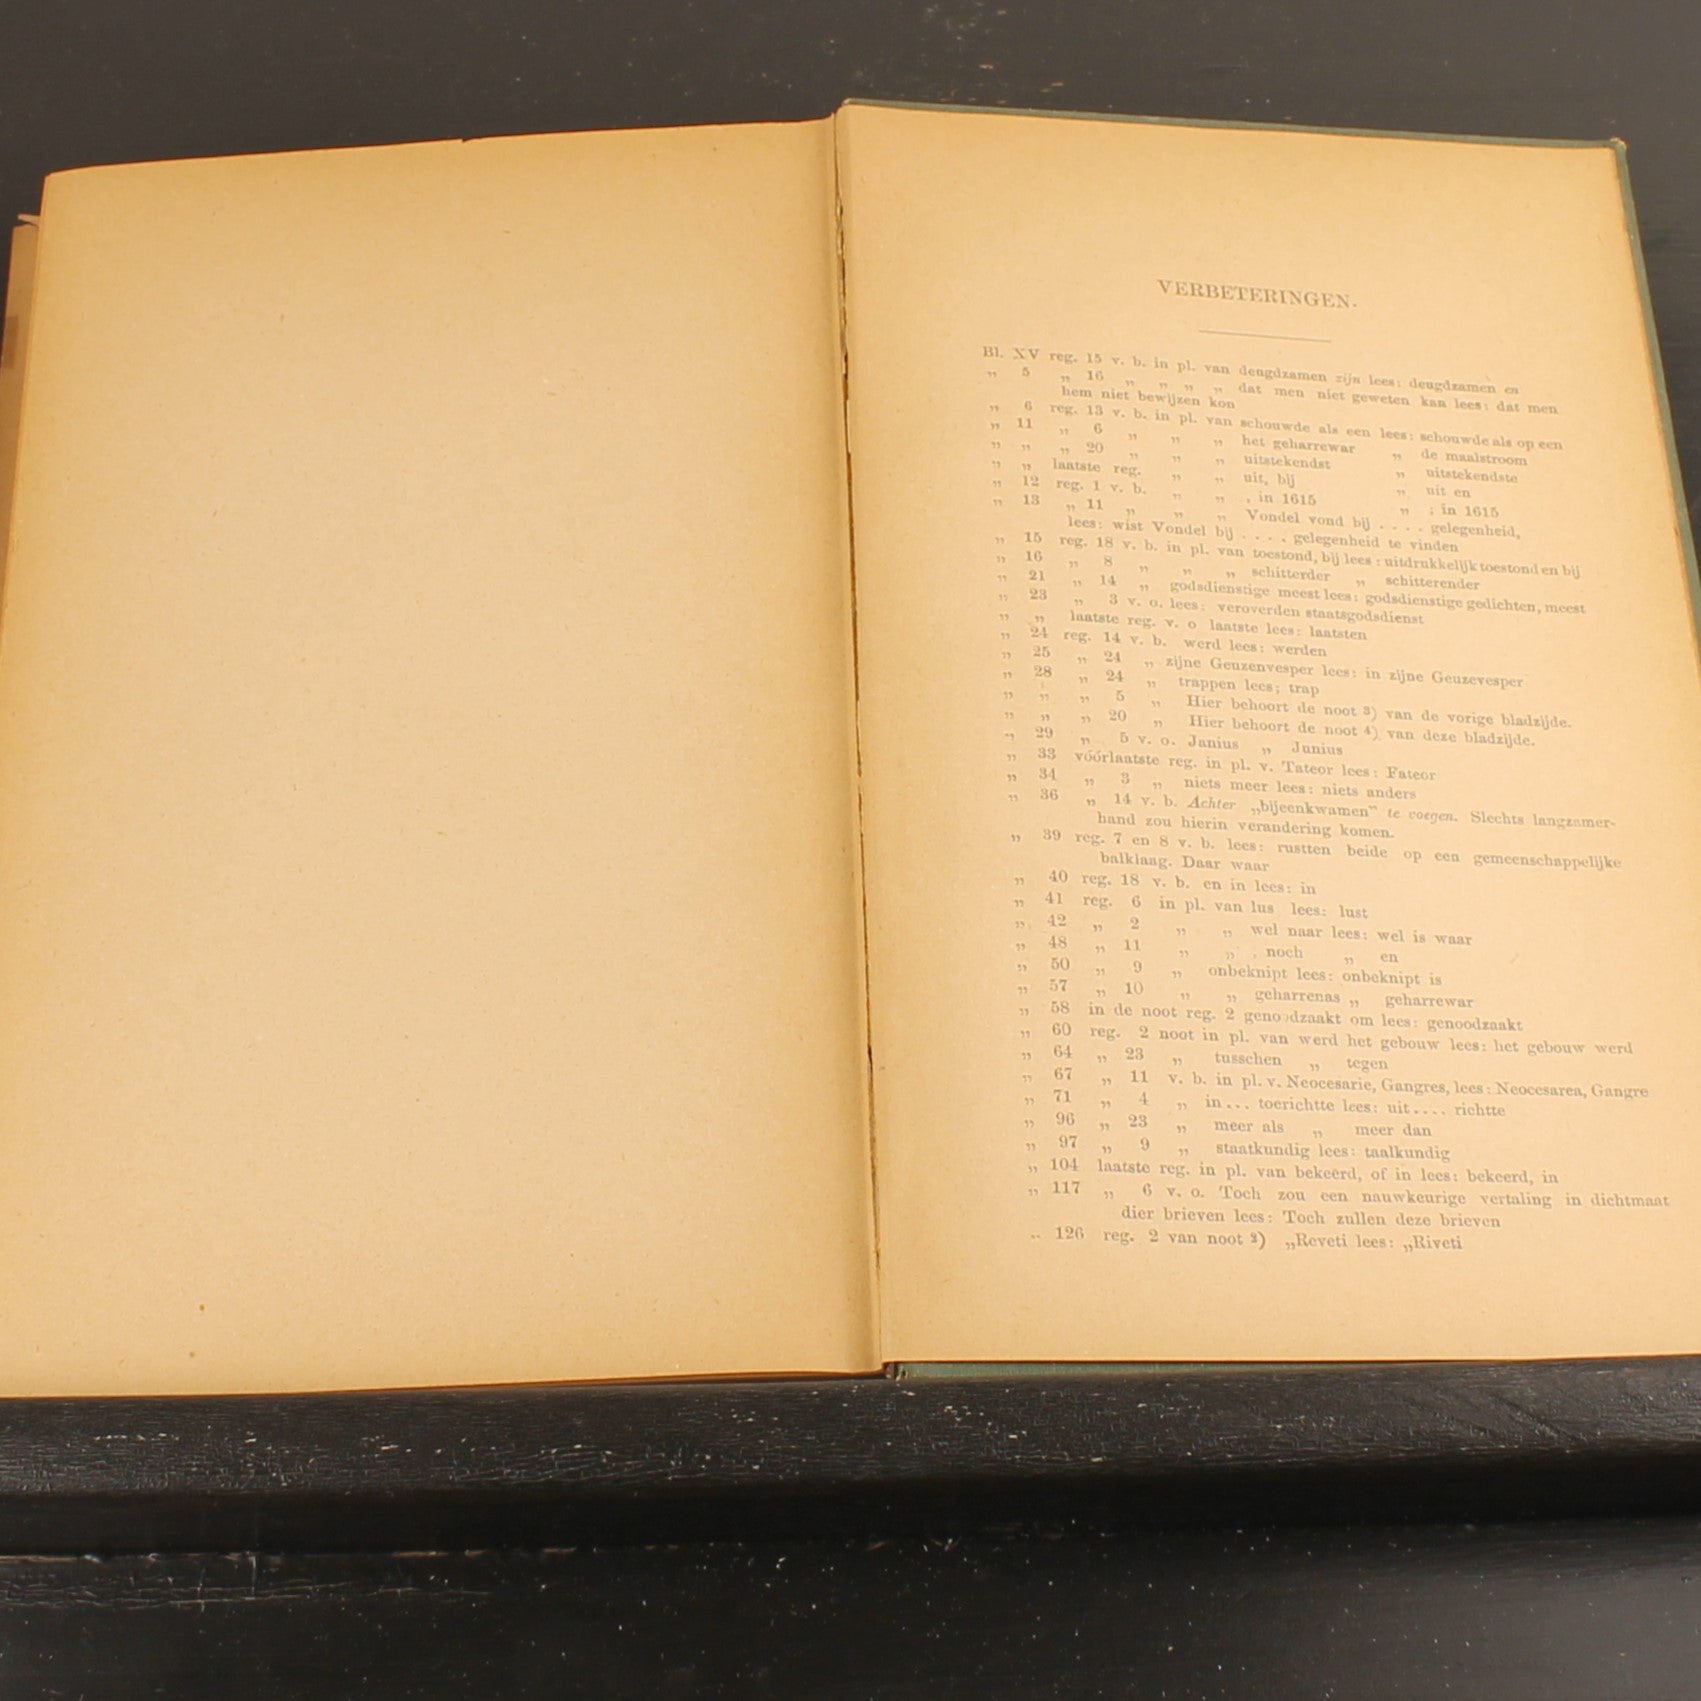 VERBETERINGEN.
Bl. XV reg. 15 v. b. in pl. van deugdzamen zijn lees: deugdzamen en
„ 5 „ 16 „ „ „ „ dat men niet geweten kan lees: dat men
hem niet bewijzen kon
„ 6 reg. 13 v. b. in pl. van schouwde als een lees: schouwde als op een
„ 11 „ 6 „ „ „ het geharrewar „ de maalstroom
„ „ „ 20 „ „ „ uitstekendst „ uitstekendste
„ „ laatste reg. „ „ uit, bij „ uit en
„ 12 reg. 1 v. b. „ „ , in 1615 „ ; in 1615
„ 13 „ 11 „ „ „ Vondel vond bij . . . . gelegenheid,
lees: wist Vondel bij . . . . gelegenheid te vinden
„ 15 reg. 18 v. b. in pl. van toestond, bij lees: uitdrukkelijk toestond en bij
„ 16 „ 8 „ „ „ schitterder „ schitterender
„ 21 „ 14 „ godsdienstige meest lees: godsdienstige gedichten, meest
„ 23 „ 3 v. o. lees: veroverden staatsgodsdienst
„ „ laatste reg. v. o laatste lees: laatsten
„ 24 reg. 14 v. b. werd lees: werden
„ 25 „ 24 „ zijne Geuzenvesper lees: in zijne Geuzevesper
„ 28 „ 24 „ trappen lees; trap
„ „ „ 5 „ Hier behoort de noot 3) van de vorige bladzijde.
„ „ „ 20 „ Hier behoort de noot 4) van deze bladzijde.
„ 29 „ 5 v. o. Janius „ Junius
„ 33 vóórlaatste reg. in pl. v. Tateor lees: Fateor
„ 34 „ 3 „ niets meer lees: niets anders
„ 36 „ 14 v. b. Achter „bijeenkwamen" te voegen. Slechts langzamer-
hand zou hierin verandering komen.
„ 39 reg. 7 en 8 v. b. lees: rustten beide op een gemeenschappelijke
balklaag. Daar waar
„ 40 reg. 18 v. b. en in lees: in
„ 41 reg. 6 in pl. van lus lees: lust
„ 42 „ 2 „ „ wel naar lees: wel is waar
„ 48 „ 11 „ „ , noch „ en
„ 50 „ 9 „ onbeknipt lees: onbeknipt is
„ 57 „ 10 „ „ geharrenas „ geharrewar
„ 58 in de noot reg. 2 genoodzaakt om lees: genoodzaakt
„ 60 reg. 2 noot in pl. van werd het gebouw lees: het gebouw werd
„ 64 „ 23 „ tusschen „ tegen
„ 67 „ 11 v. b. in pl. v. Neocesarie, Gangres, lees: Neocesarea, Gangre
„ 71 „ 4 „ in... toerichtte lees: uit.... richtte
„ 96 „ 23 „ meer als „ meer dan
„ 97 „ 9 „ staatkundig lees: taalkundig
„ 104 laatste reg. in pl. van bekeerd, of in lees: bekeerd, in
„ 117 „ 6 v. o. Toch zou een nauwkeurige vertaling in dichtmaat
dier brieven lees: Toch zullen deze brieven
„ 126 reg. 2 van noot 2) „Reveti lees: „Riveti